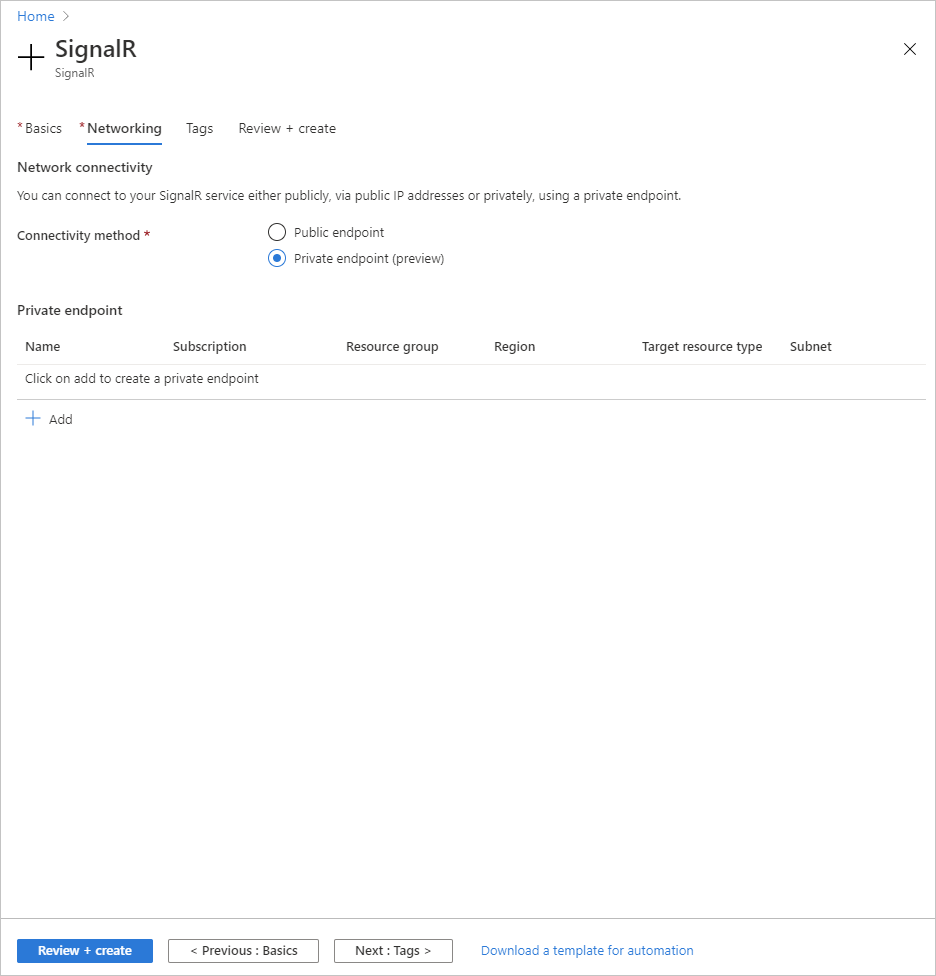 Home
SignalR
SignalR
* Basics * Networking Tags Review + create
Network connectivity
You can connect to your SignalR service either publicly, via public IP addresses or privately, using a private endpoint.
Connectivity method *
Public endpoint
Private endpoint (preview)
Private endpoint
Name Subscription Resource group Region Target resource type Subnet
Click on add to create a private endpoint
+ Add
Review + create < Previous : Basics Next : Tags > Download a template for automation